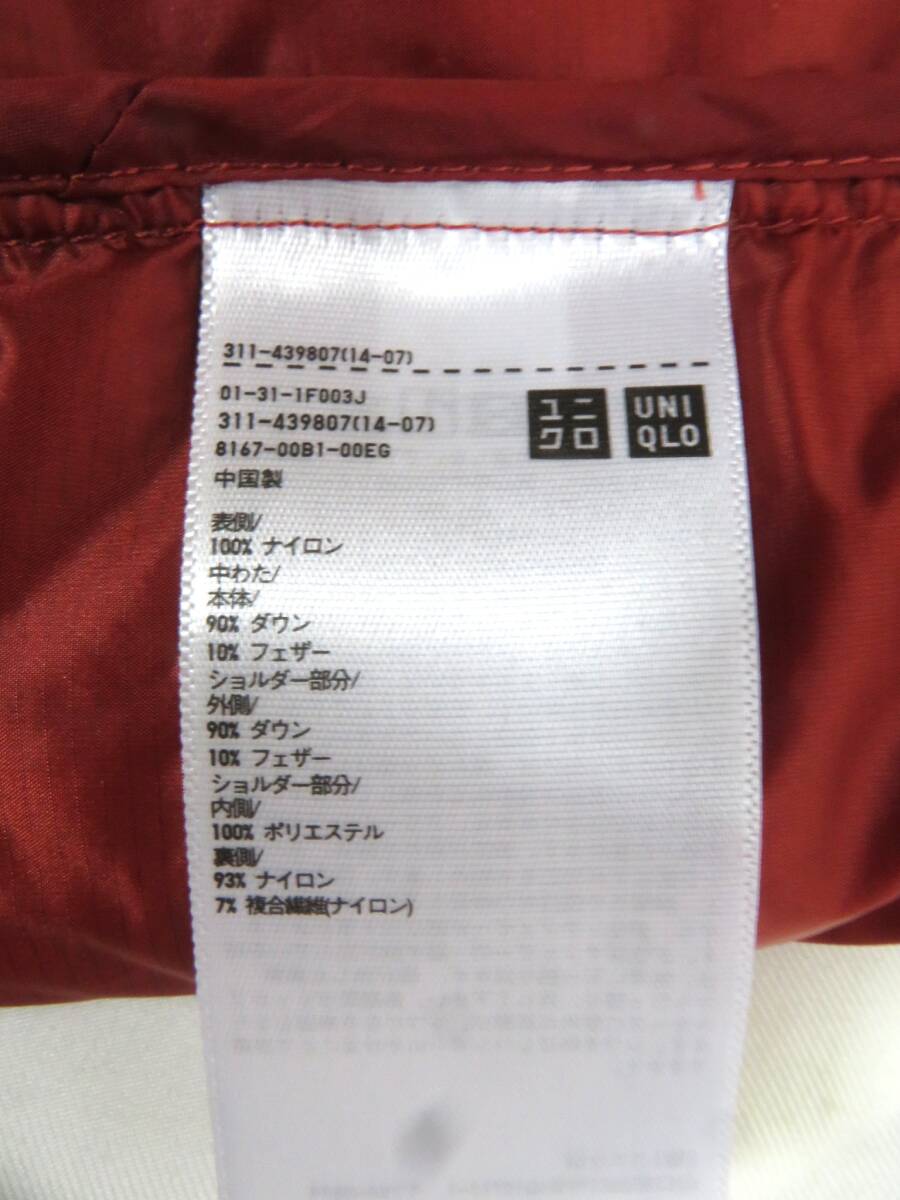 311-439807(14-07)
01-31-1F003J
311-439807(14-07)
8167-00B1-00EG
中国製
ユニ
クロ
UNI
QLO
表側/
100% ナイロン
中わた/
本体/
90% ダウン
10% フェザー
ショルダー部分/
外側/
90% ダウン
10% フェザー
ショルダー部分/
内側/
100% ポリエステル
裏側/
93% ナイロン
7% 複合繊維(ナイロン)